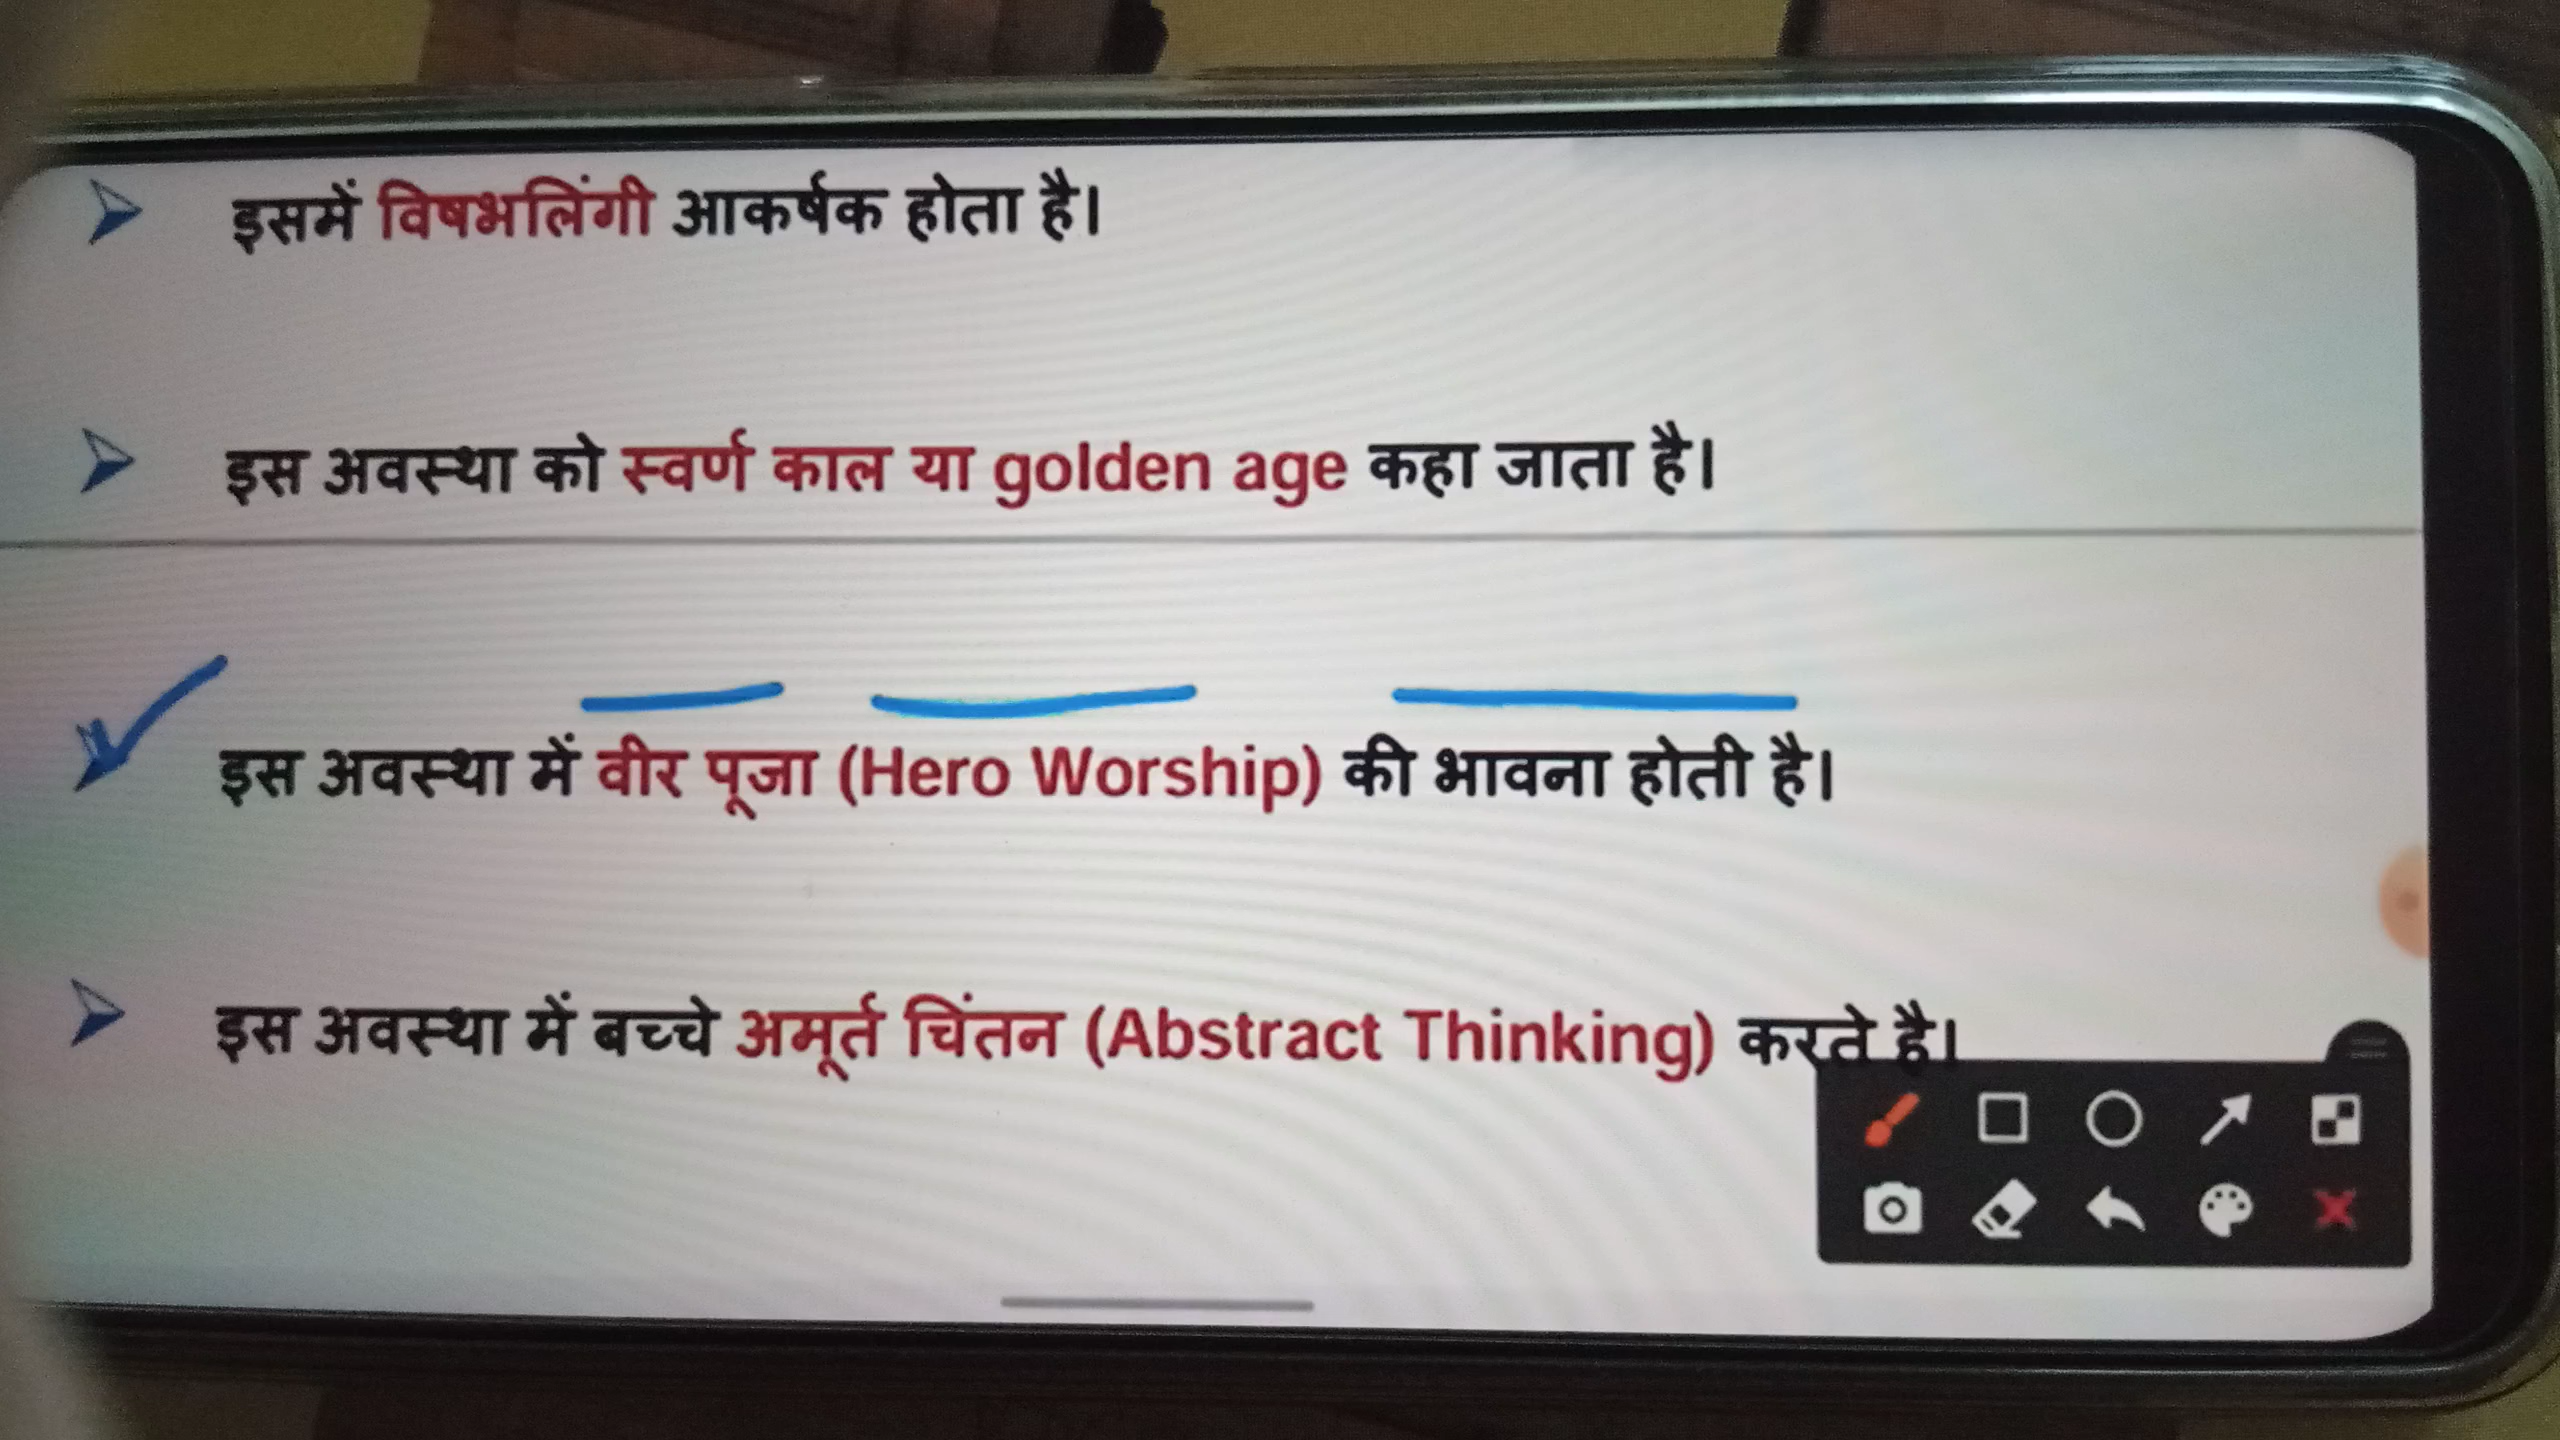 इसमें विषभलिंगी आकर्षक होता है।
इस अवस्था को स्वर्ण काल या golden age कहा जाता है।
इस अवस्था में वीर पूजा (Hero Worship) की भावना होती है।
इस अवस्था में बच्चे अमूर्त चिंतन (Abstract Thinking) करते है।